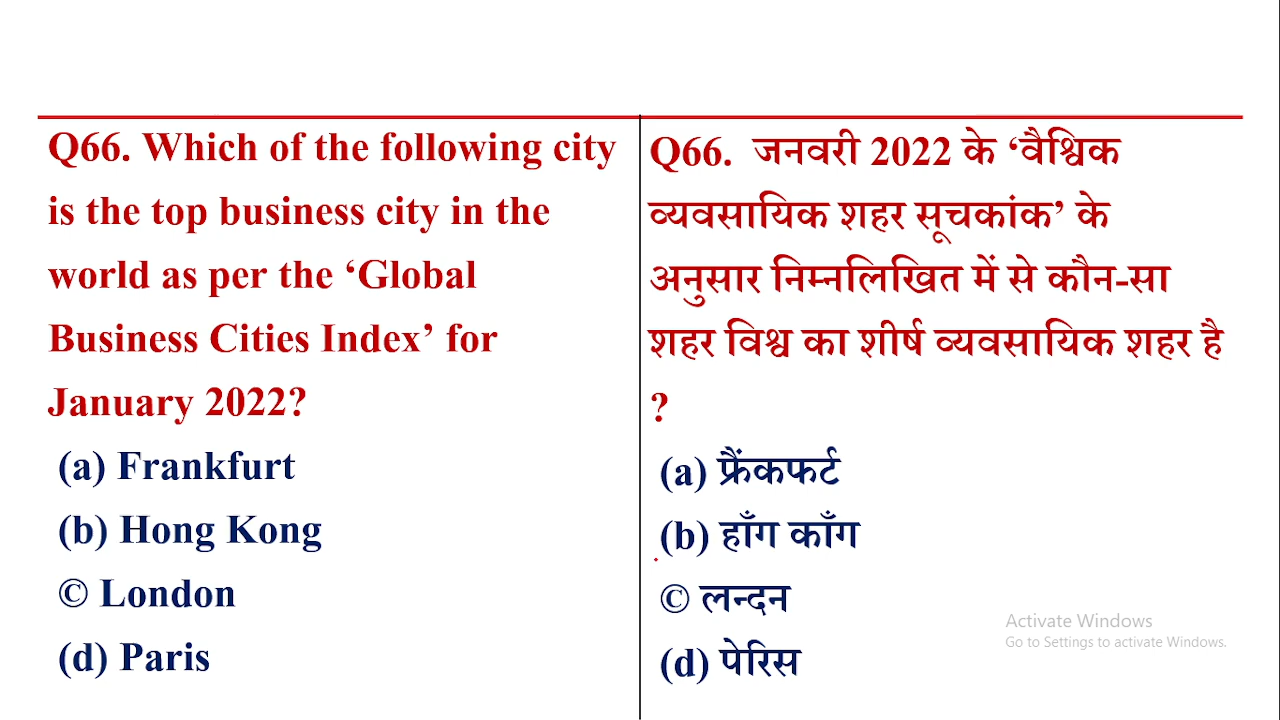 Q66. Which of the following city
is the top business city in the
world as per the ‘Global
Business Cities Index’ for
January 2022?
(a) Frankfurt
(b) Hong Kong
© London
(d) Paris
Q66. जनवरी 2022 के ‘वैश्विक
व्यवसायिक शहर सूचकांक’ के
अनुसार निम्नलिखित में से कौन-सा
शहर विश्व का शीर्ष व्यवसायिक शहर है
?
(a) फ्रैंकफर्ट
(b) हाँग काँग
© लन्दन
(d) पेरिस
Activate Windows
Go to Settings to activate Windows.